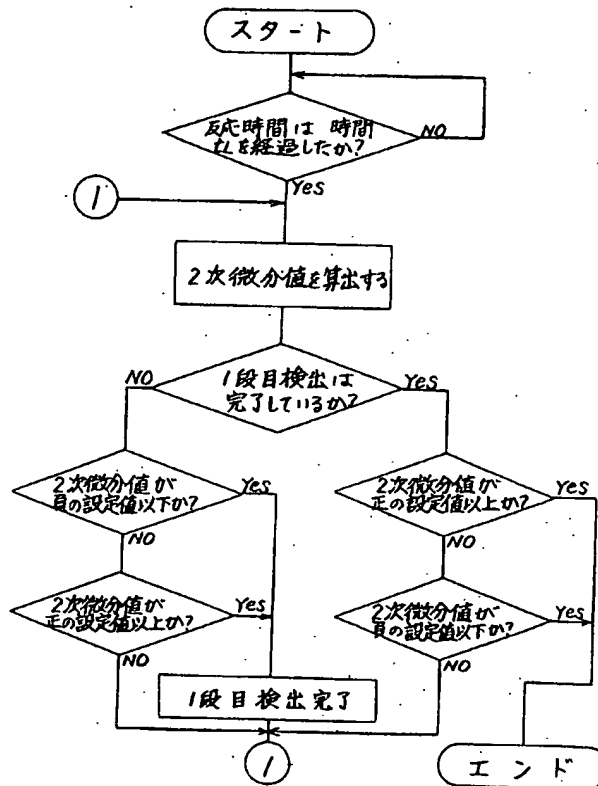 スタート
反応時間は 時間
tLを経過したか?
NO
Yes
1
2次微分値を算出する
NO
1段目検出は
完了しているか?
Yes
2次微分値が
負の設定値以下か?
Yes
NO
2次微分値が
正の設定値以上か?
Yes
NO
2次微分値が
正の設定値以上か?
Yes
NO
2次微分値が
負の設定値以下か?
Yes
NO
1段目検出完了
1
エンド